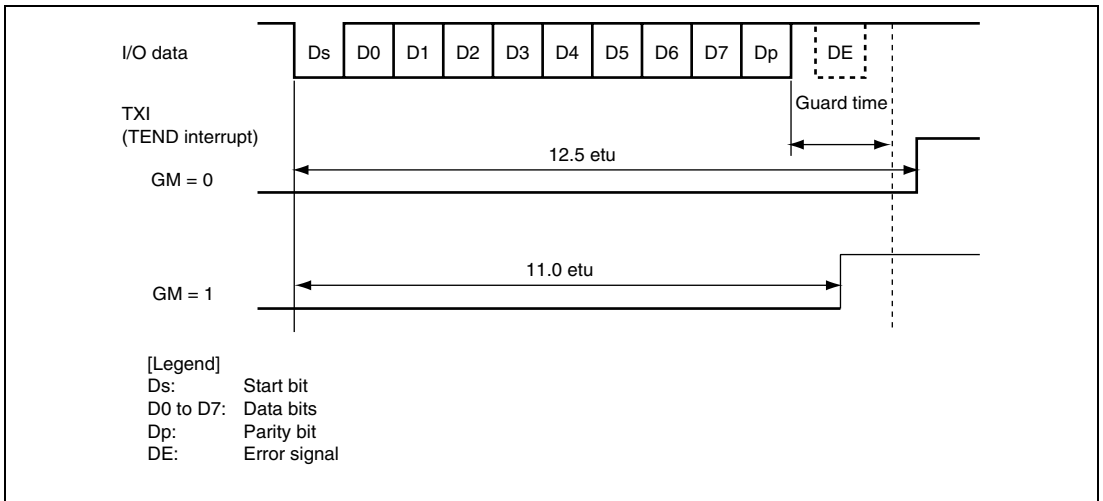 I/O data
Ds D0 D1 D2 D3 D4 D5 D6 D7 Dp DE
Guard time
TXI
(TEND interrupt)
12.5 etu
GM = 0
11.0 etu
GM = 1
[Legend]
Ds: Start bit
D0 to D7: Data bits
Dp: Parity bit
DE: Error signal